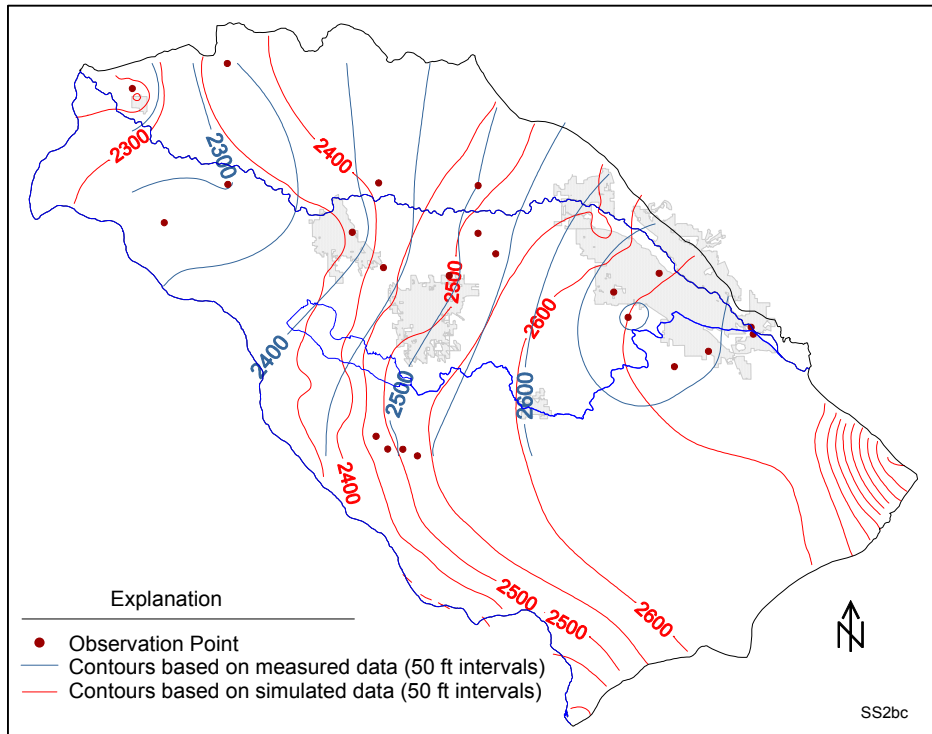 2300
2300
2400
2500
2600
2400
2500
2600
2400
2500
2500
2600
Explanation
Observation Point
Contours based on measured data (50 ft intervals)
Contours based on simulated data (50 ft intervals)
N
SS2bc